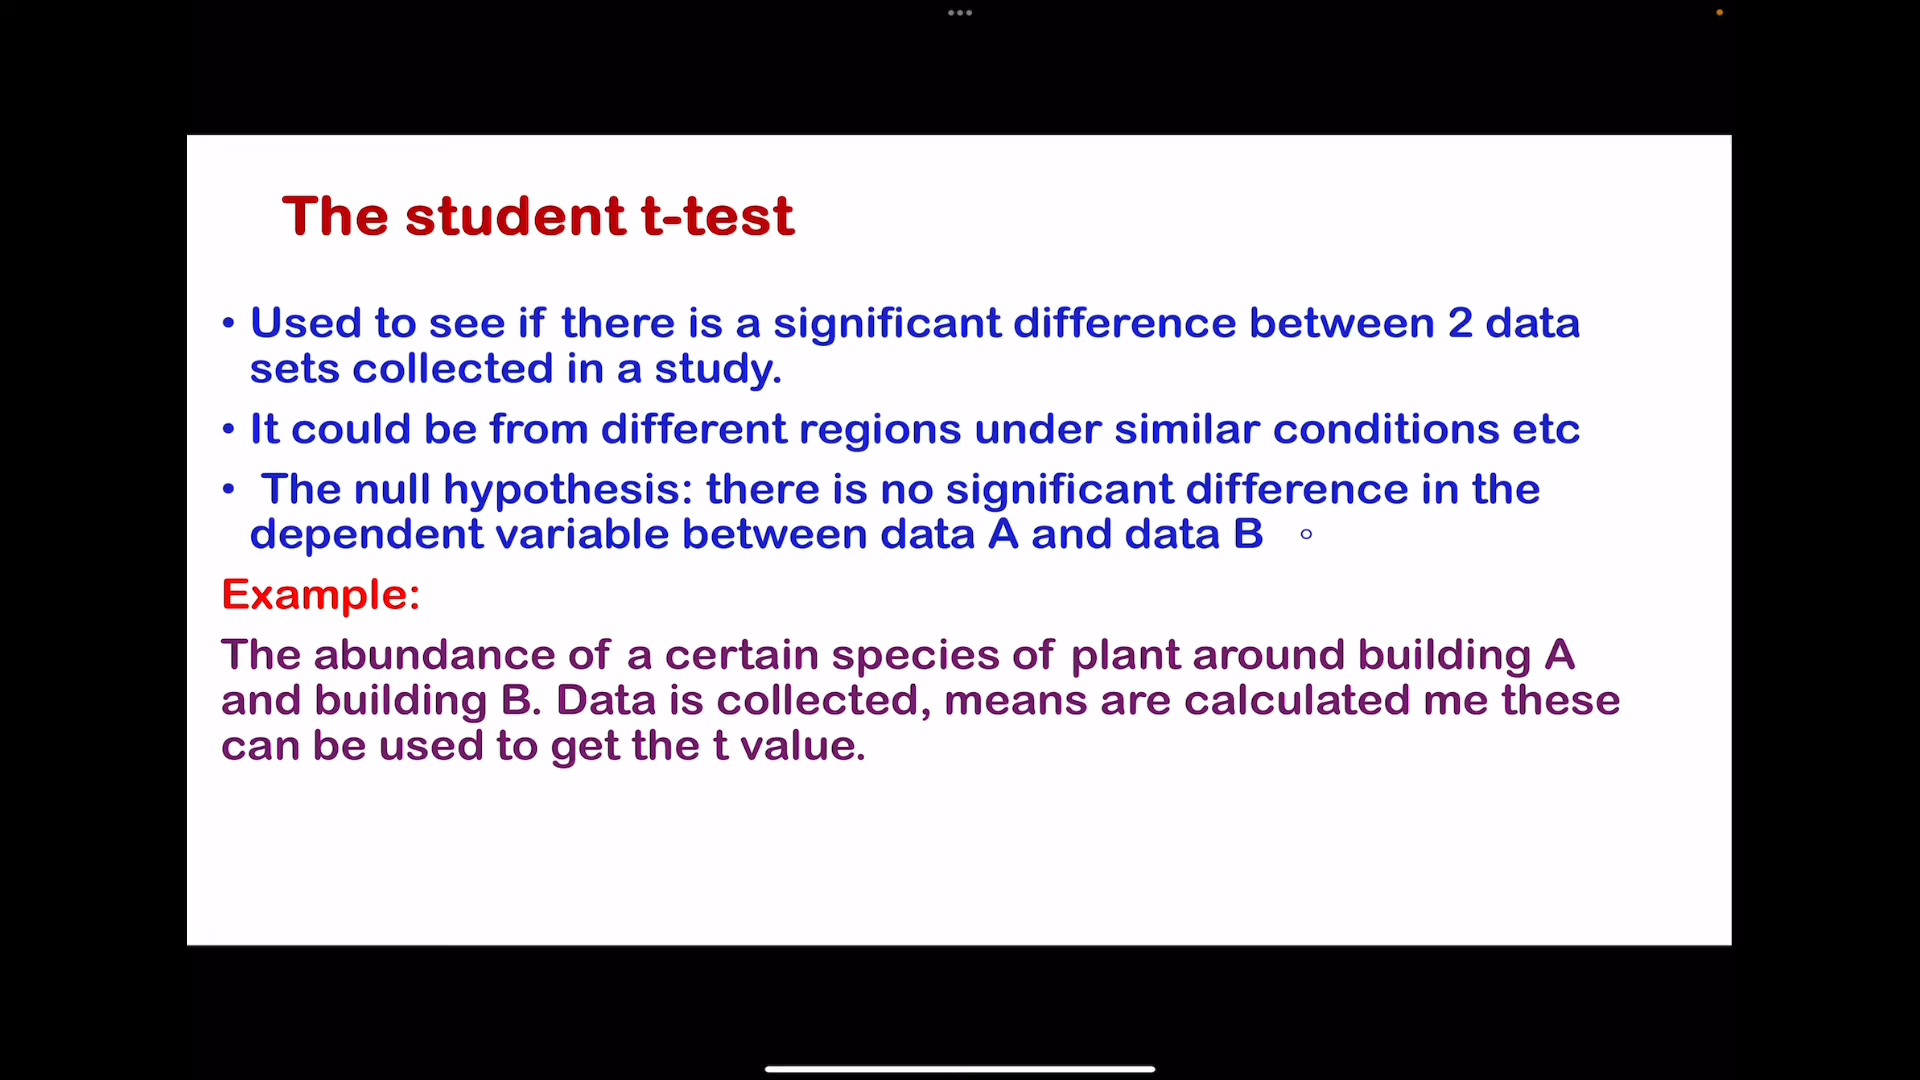 The student t-test
• Used to see if there is a significant difference between 2 data
sets collected in a study.
• It could be from different regions under similar conditions etc
• The null hypothesis: there is no significant difference in the
dependent variable between data A and data B
Example:
The abundance of a certain species of plant around building A
and building B. Data is collected, means are calculated me these
can be used to get the t value.